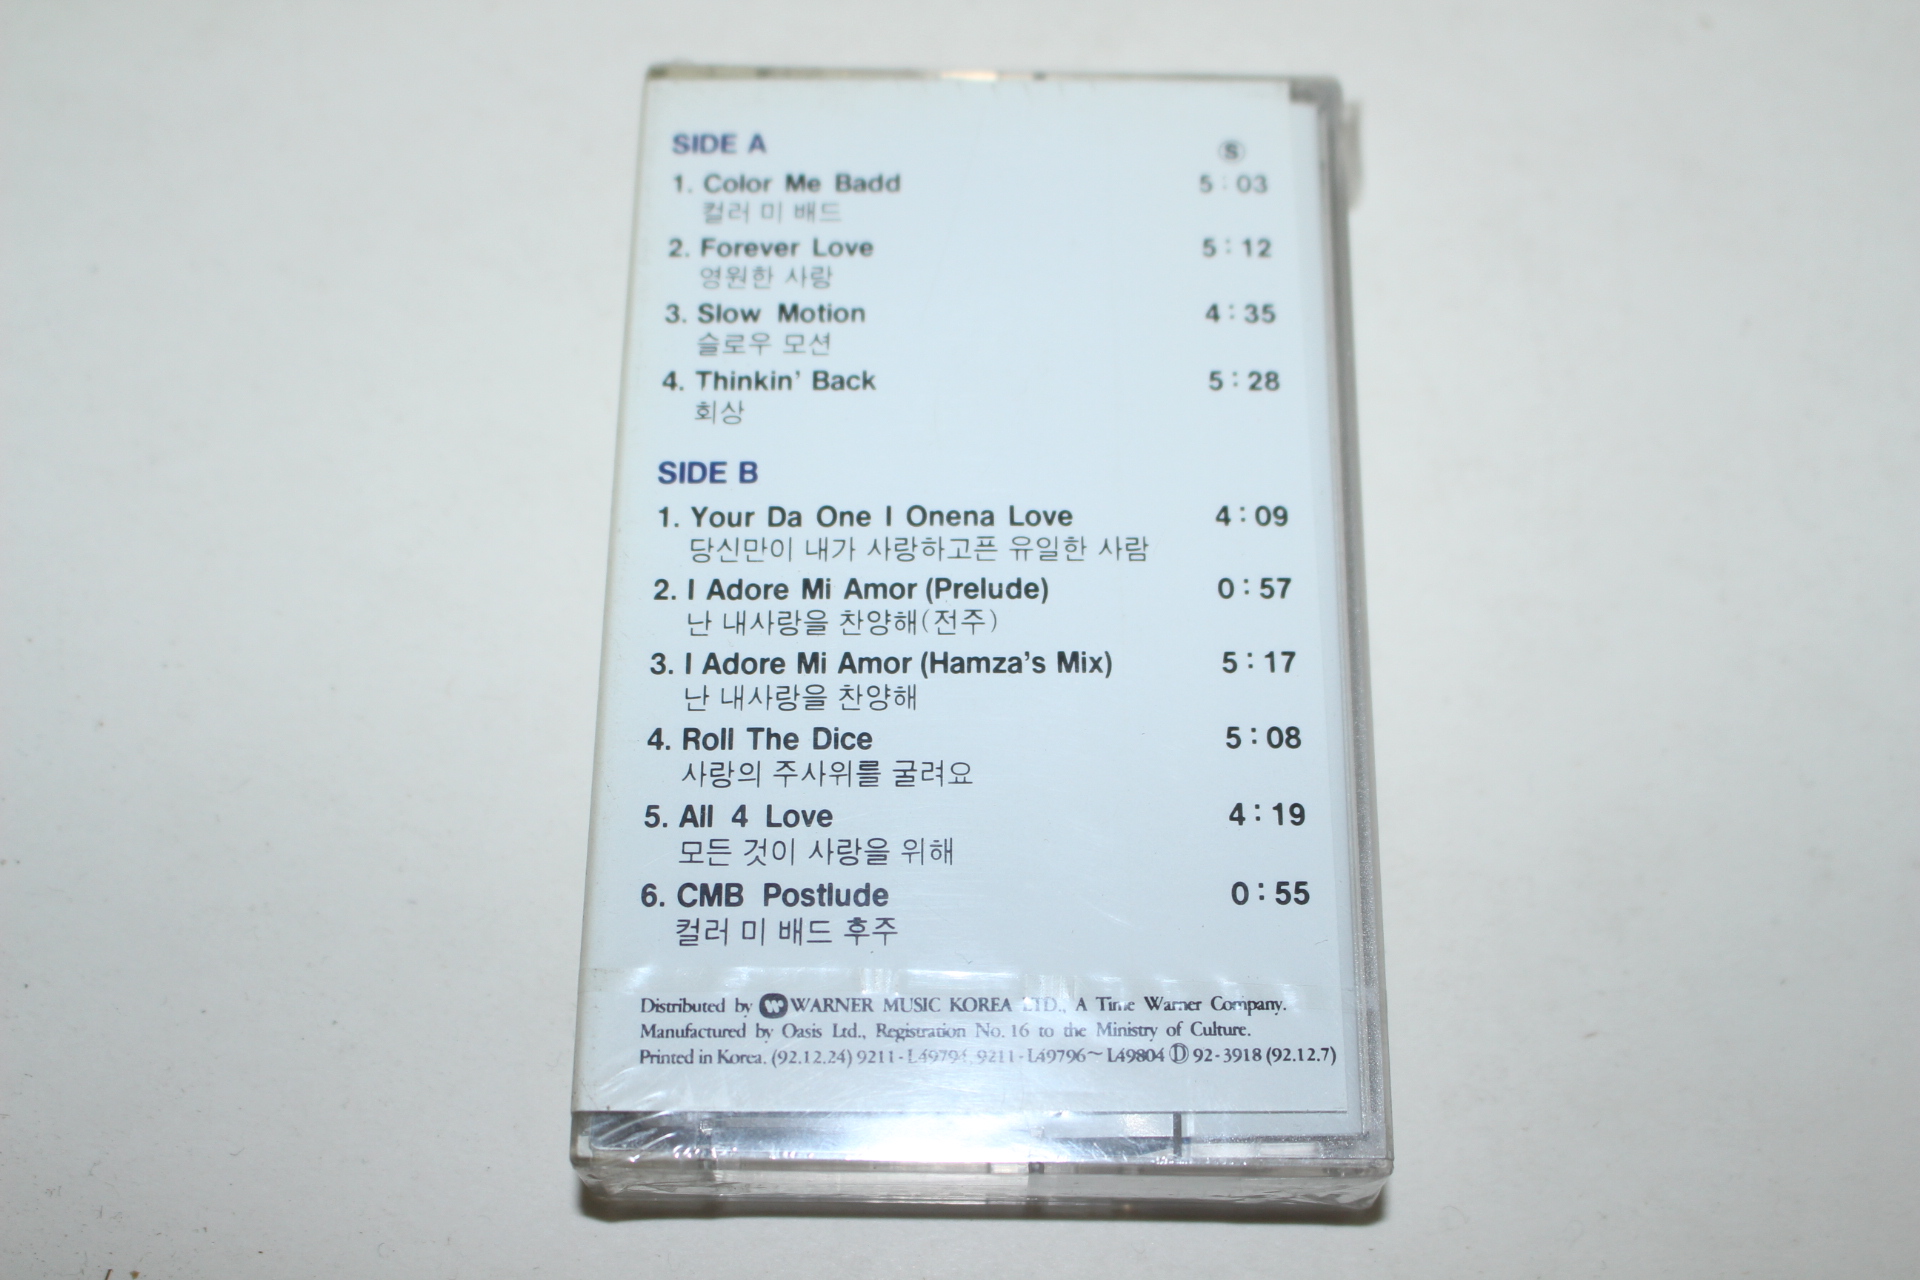 SIDE A Ⓢ
1. Color Me Badd 5:03
컬러 미 배드
2. Forever Love 5:12
영원한 사랑
3. Slow Motion 4:35
슬로우 모션
4. Thinkin' Back 5:28
회상
SIDE B
1. Your Da One I Onena Love 4:09
당신만이 내가 사랑하고픈 유일한 사람
2. I Adore Mi Amor (Prelude) 0:57
난 내사랑을 찬양해(전주)
3. I Adore Mi Amor (Hamza's Mix) 5:17
난 내사랑을 찬양해
4. Roll The Dice 5:08
사랑의 주사위를 굴려요
5. All 4 Love 4:19
모든 것이 사랑을 위해
6. CMB Postlude 0:55
컬러 미 배드 후주
Distributed by WARNER MUSIC KOREA LTD., A Time Warner Company.
Manufactured by Oasis Ltd., Registration No. 16 to the Ministry of Culture.
Printed in Korea. (92.12.24) 9211-L49796~L49804 Ⓓ 92-3918 (92.12.7)